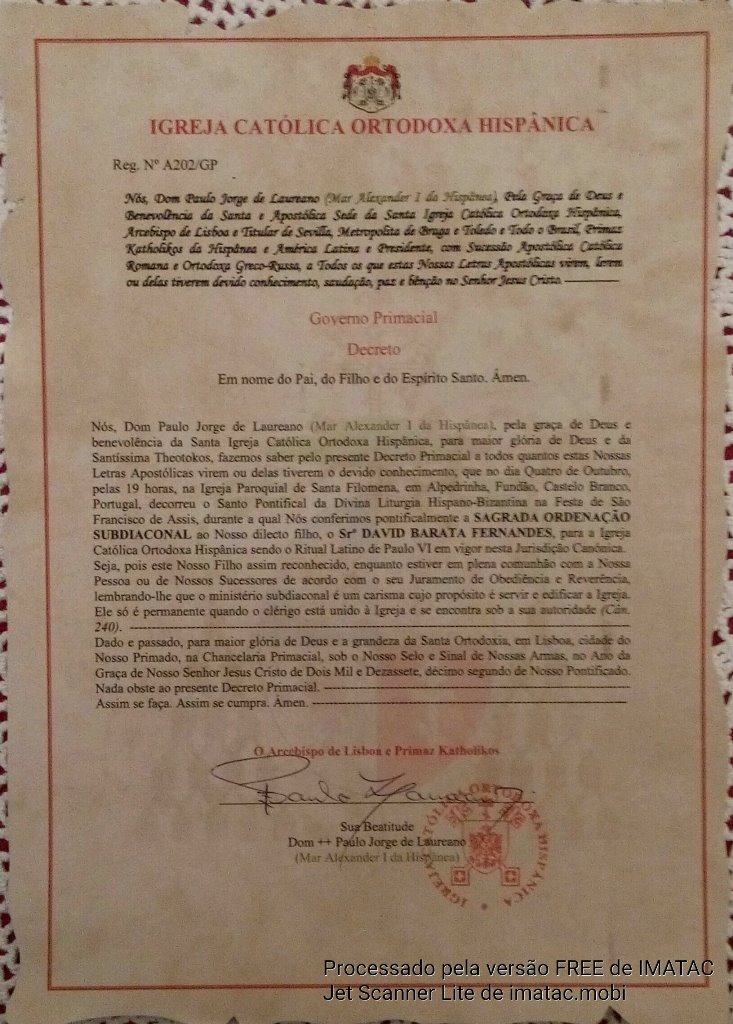 IGREJA CATÓLICA ORTODOXA HISPÂNICA
Reg. Nº A202/GP
Nós, Dom Paulo Jorge de Laureano (Mar Alexander I da Hispânea), Pela Graça de Deus e
Benevolência da Santa e Apostólica Sede da Santa Igreja Católica Ortodoxa Hispânica,
Arcebispo de Lisboa e Titular de Sevilla, Metropolita de Braga e Toledo e Todo o Brasil, Primaz
Katholikos da Hispânea e América Latina e Presidente, com Sucessão Apostólica Católica
Romana e Ortodoxa Greco-Russa, a Todos os que estas Nossas Letras Apostólicas virem, lerem
ou delas tiverem devido conhecimento, saudação, paz e bênção no Senhor Jesus Cristo. ————
Governo Primacial
Decreto
Em nome do Pai, do Filho e do Espírito Santo. Ámen.
Nós, Dom Paulo Jorge de Laureano (Mar Alexander I da Hispânea), pela graça de Deus e
benevolência da Santa Igreja Católica Ortodoxa Hispânica, para maior glória de Deus e da
Santíssima Theotokos, fazemos saber pelo presente Decreto Primacial a todos quantos estas Nossas
Letras Apostólicas virem ou delas tiverem o devido conhecimento, que no dia Quatro de Outubro,
pelas 19 horas, na Igreja Paroquial de Santa Filomena, em Alpedrinha, Fundão, Castelo Branco,
Portugal, decorreu o Santo Pontifical da Divina Liturgia Hispano-Bizantina na Festa de São
Francisco de Assis, durante a qual Nós conferimos pontificalmente a SAGRADA ORDENAÇÃO
SUBDIACONAL ao Nosso dilecto filho, o Srº DAVID BARATA FERNANDES, para a Igreja
Católica Ortodoxa Hispânica sendo o Ritual Latino de Paulo VI em vigor nesta Jurisdição Canónica.
Seja, pois este Nosso Filho assim reconhecido, enquanto estiver em plena comunhão com a Nossa
Pessoa ou de Nossos Sucessores de acordo com o seu Juramento de Obediência e Reverência,
lembrando-lhe que o ministério subdiaconal é um carisma cujo propósito é servir e edificar a Igreja.
Ele só é permanente quando o clérigo está unido à Igreja e se encontra sob a sua autoridade (Cân.
240). ------------------------------------------------------------
Dado e passado, para maior glória de Deus e a grandeza da Santa Ortodoxia, em Lisboa, cidade do
Nosso Primado, na Chancelaria Primacial, sob o Nosso Selo e Sinal de Nossas Armas, no Ano da
Graça de Nosso Senhor Jesus Cristo de Dois Mil e Dezassete, décimo segundo de Nosso Pontificado.
Nada obste ao presente Decreto Primacial. ----------------------------------------
Assim se faça. Assim se cumpra. Ámen. ----------------------------------------
O Arcebispo de Lisboa e Primaz Katholikos
Sua Beatitude
Dom ++ Paulo Jorge de Laureano
(Mar Alexander I da Hispânea)
IGREJA CATÓLICA ORTODOXA HISPÂNICA
Processado pela versão FREE de IMATAC
Jet Scanner Lite de imatac.mobi